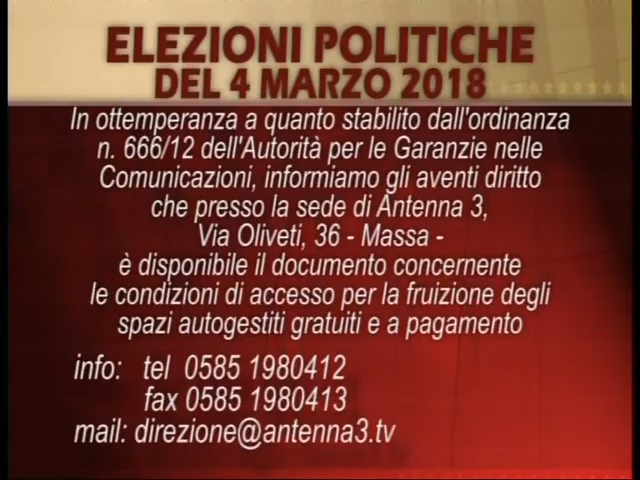 ELEZIONI POLITICHE
DEL 4 MARZO 2018
In ottemperanza a quanto stabilito dall'ordinanza
n. 666/12 dell'Autorità per le Garanzie nelle
Comunicazioni, informiamo gli aventi diritto
che presso la sede di Antenna 3,
Via Oliveti, 36 - Massa -
è disponibile il documento concernente
le condizioni di accesso per la fruizione degli
spazi autogestiti gratuiti e a pagamento
info: tel 0585 1980412
fax 0585 1980413
mail: direzione@antenna3.tv